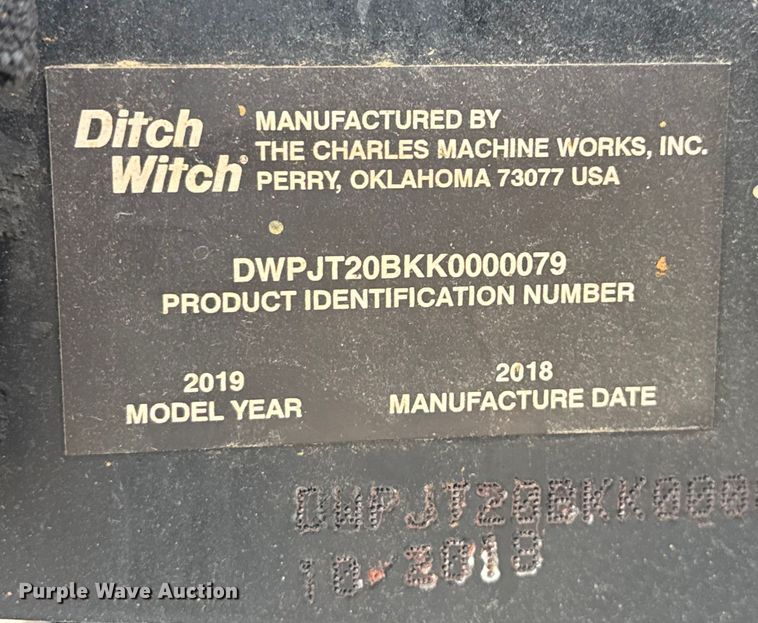 Ditch Witch®
MANUFACTURED BY
THE CHARLES MACHINE WORKS, INC.
PERRY, OKLAHOMA 73077 USA
DWPJT20BKK0000079
PRODUCT IDENTIFICATION NUMBER
2019
MODEL YEAR
2018
MANUFACTURE DATE
DWPJT20BKK000
10/2018
Purple Wave Auction